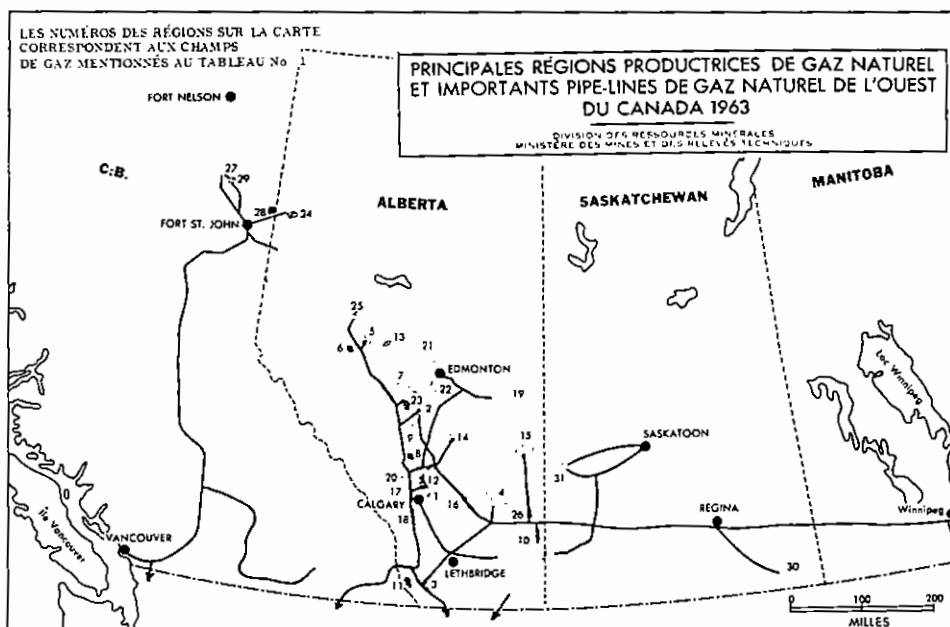 LES NUMÉROS DES RÉGIONS SUR LA CARTE
CORRESPONDENT AUX CHAMPS
DE GAZ MENTIONNÉS AU TABLEAU No 1
PRINCIPALES RÉGIONS PRODUCTRICES DE GAZ NATUREL
ET IMPORTANTS PIPE-LINES DE GAZ NATUREL DE L'OUEST
DU CANADA 1963
DIVISION DES RESSOURCES MINÉRALES
MINISTÈRE DES MINES ET DES RELEVÉS TECHNIQUES
FORT NELSON
C.-B.
ALBERTA
SASKATCHEWAN
MANITOBA
27
29
28
24
FORT ST. JOHN
25
5
6
13
21
7
EDMONTON
22
19
23
2
9
8
14
15
SASKATOON
20
12
31
17
1
CALGARY
16
4
18
26
10
REGINA
Lac Winnipeg
Winnipeg
Île Vancouver
VANCOUVER
LETHBRIDGE
11
3
30
0 100 200
MILLES